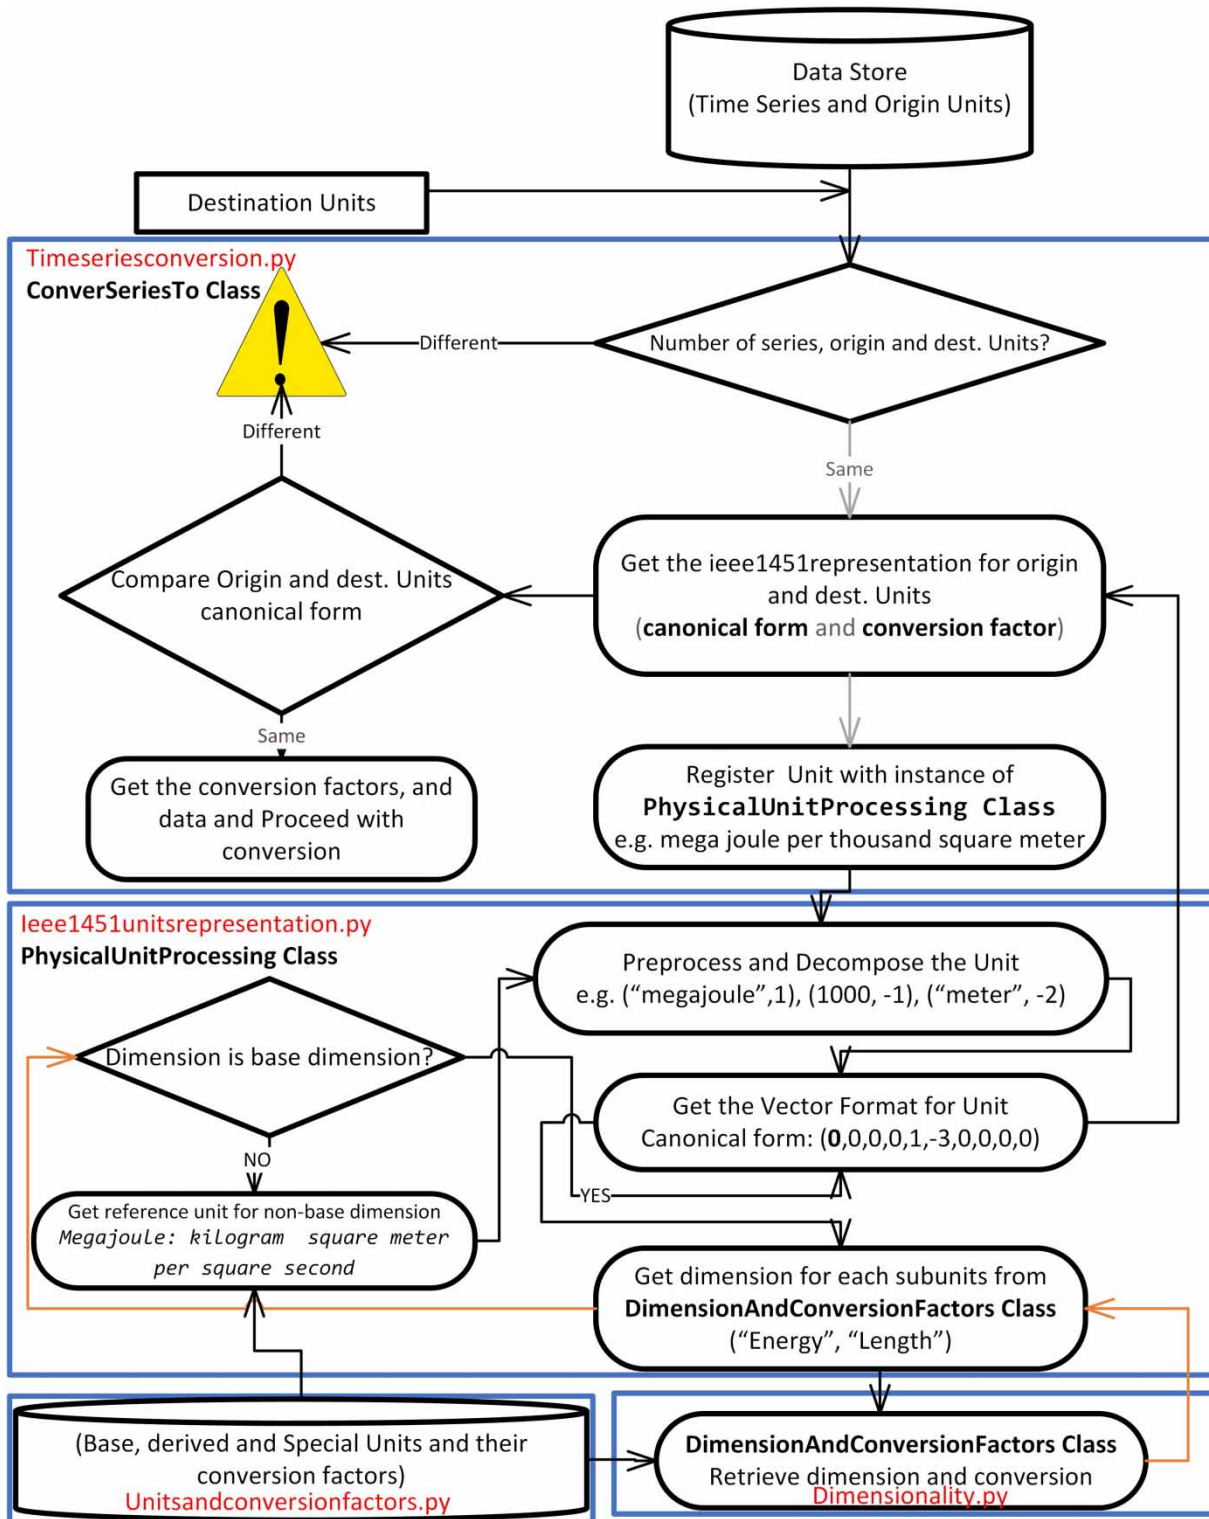 Data Store
(Time Series and Origin Units)
Destination Units
Timeseriesconversion.py
ConverSeriesTo Class
Different
Number of series, origin and dest. Units?
Different
Same
Compare Origin and dest. Units
canonical form
Get the ieee1451representation for origin
and dest. Units
(canonical form and conversion factor)
Same
Get the conversion factors, and
data and Proceed with
conversion
Register Unit with instance of
PhysicalUnitProcessing Class
e.g. mega joule per thousand square meter
Ieee1451unitsrepresentation.py
PhysicalUnitProcessing Class
Preprocess and Decompose the Unit
e.g. (“megajoule”,1), (1000, -1), (“meter”, -2)
Dimension is base dimension?
Get the Vector Format for Unit
Canonical form: (0,0,0,0,1,-3,0,0,0,0)
NO
YES
Get reference unit for non-base dimension
Megajoule: kilogram square meter
per square second
Get dimension for each subunits from
DimensionAndConversionFactors Class
(“Energy”, “Length”)
(Base, derived and Special Units and their
conversion factors)
Unitsandconversionfactors.py
DimensionAndConversionFactors Class
Retrieve dimension and conversion
Dimensionality.py